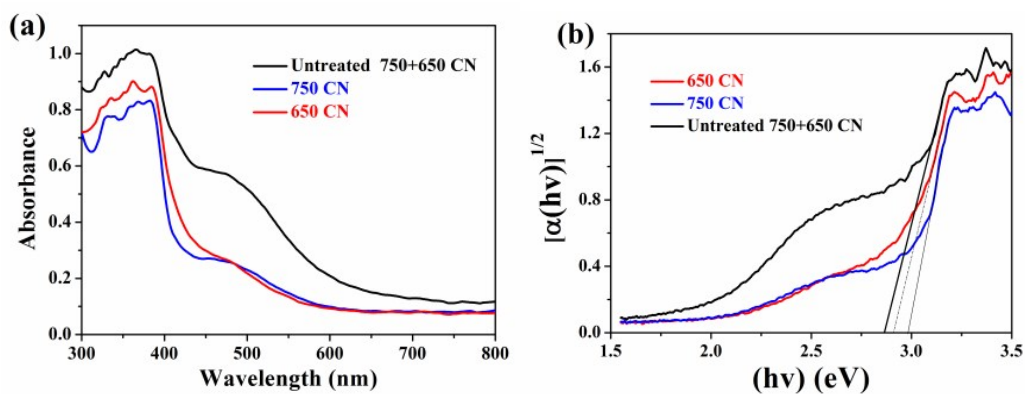 (a)
Untreated 750+650 CN
750 CN
650 CN
Absorbance
1.0
0.8
0.6
0.4
0.2
0.0
300 400 500 600 700 800
Wavelength (nm)
(b)
650 CN
750 CN
Untreated 750+650 CN
[α(hv)]^1/2
1.6
1.2
0.8
0.4
0.0
1.5 2.0 2.5 3.0 3.5
(hv) (eV)